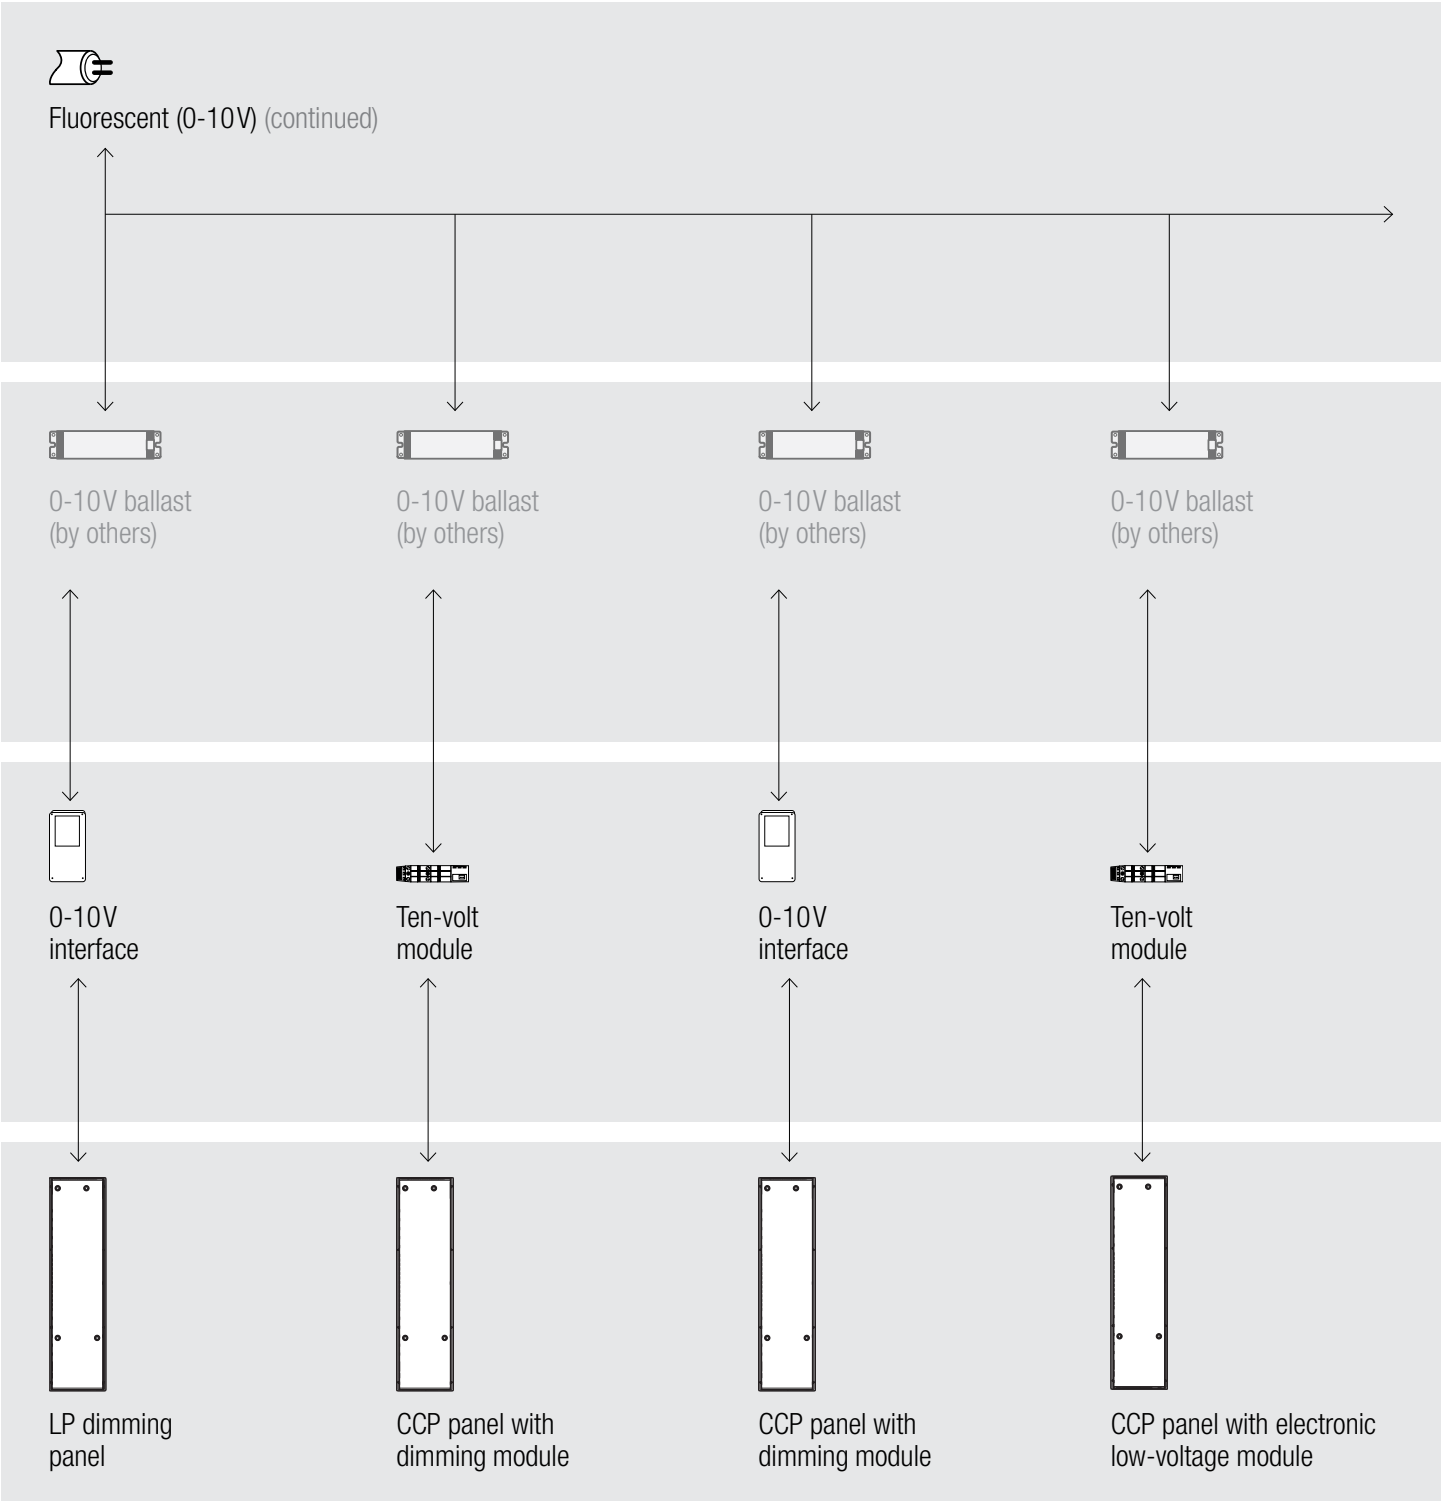 Fluorescent (0-10V) (continued)
0-10V ballast
(by others)
0-10V ballast
(by others)
0-10V ballast
(by others)
0-10V ballast
(by others)
0-10V
interface
Ten-volt
module
0-10V
interface
Ten-volt
module
LP dimming
panel
CCP panel with
dimming module
CCP panel with
dimming module
CCP panel with electronic
low-voltage module